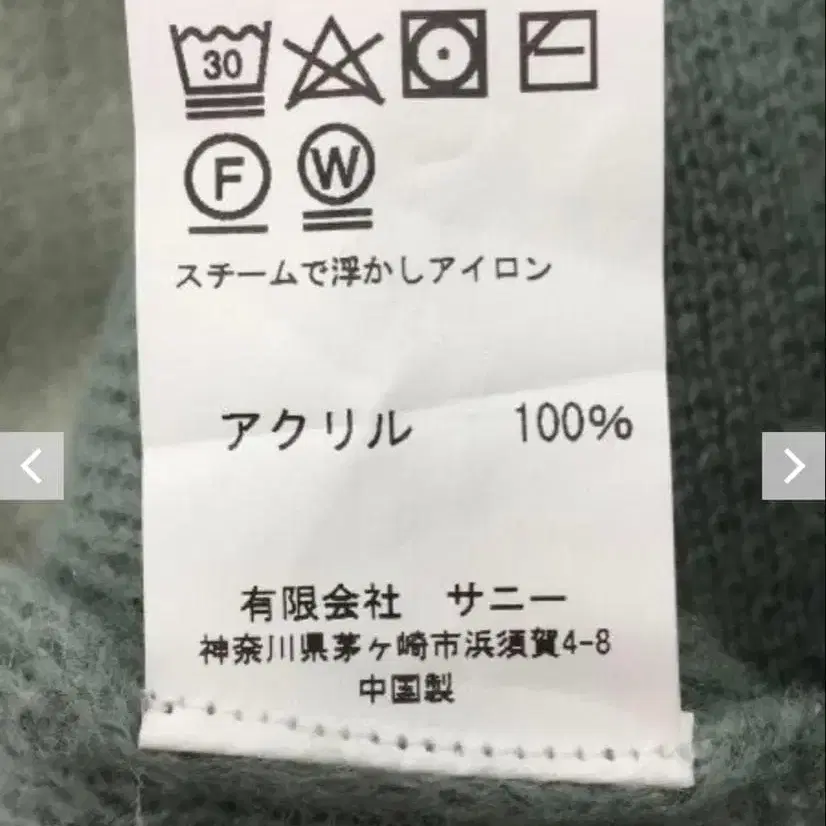 30
F W
スチームで浮かしアイロン
アクリル 100%
有限会社 サニー
神奈川県茅ヶ崎市浜須賀4-8
中国製